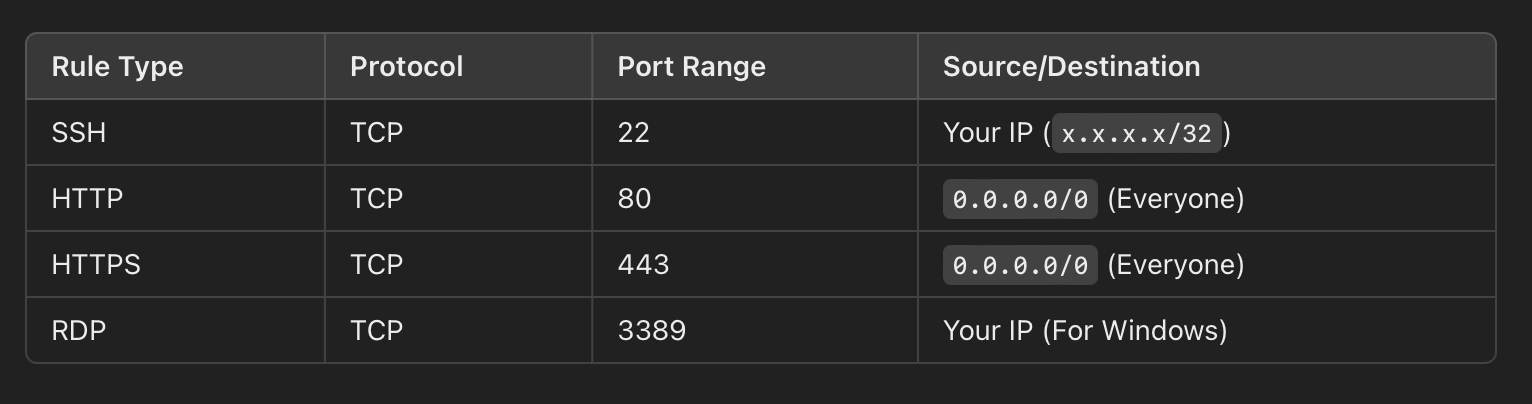 Rule Type Protocol Port Range Source/Destination
SSH TCP 22 Your IP (x.x.x.x/32)
HTTP TCP 80 0.0.0.0/0 (Everyone)
HTTPS TCP 443 0.0.0.0/0 (Everyone)
RDP TCP 3389 Your IP (For Windows)